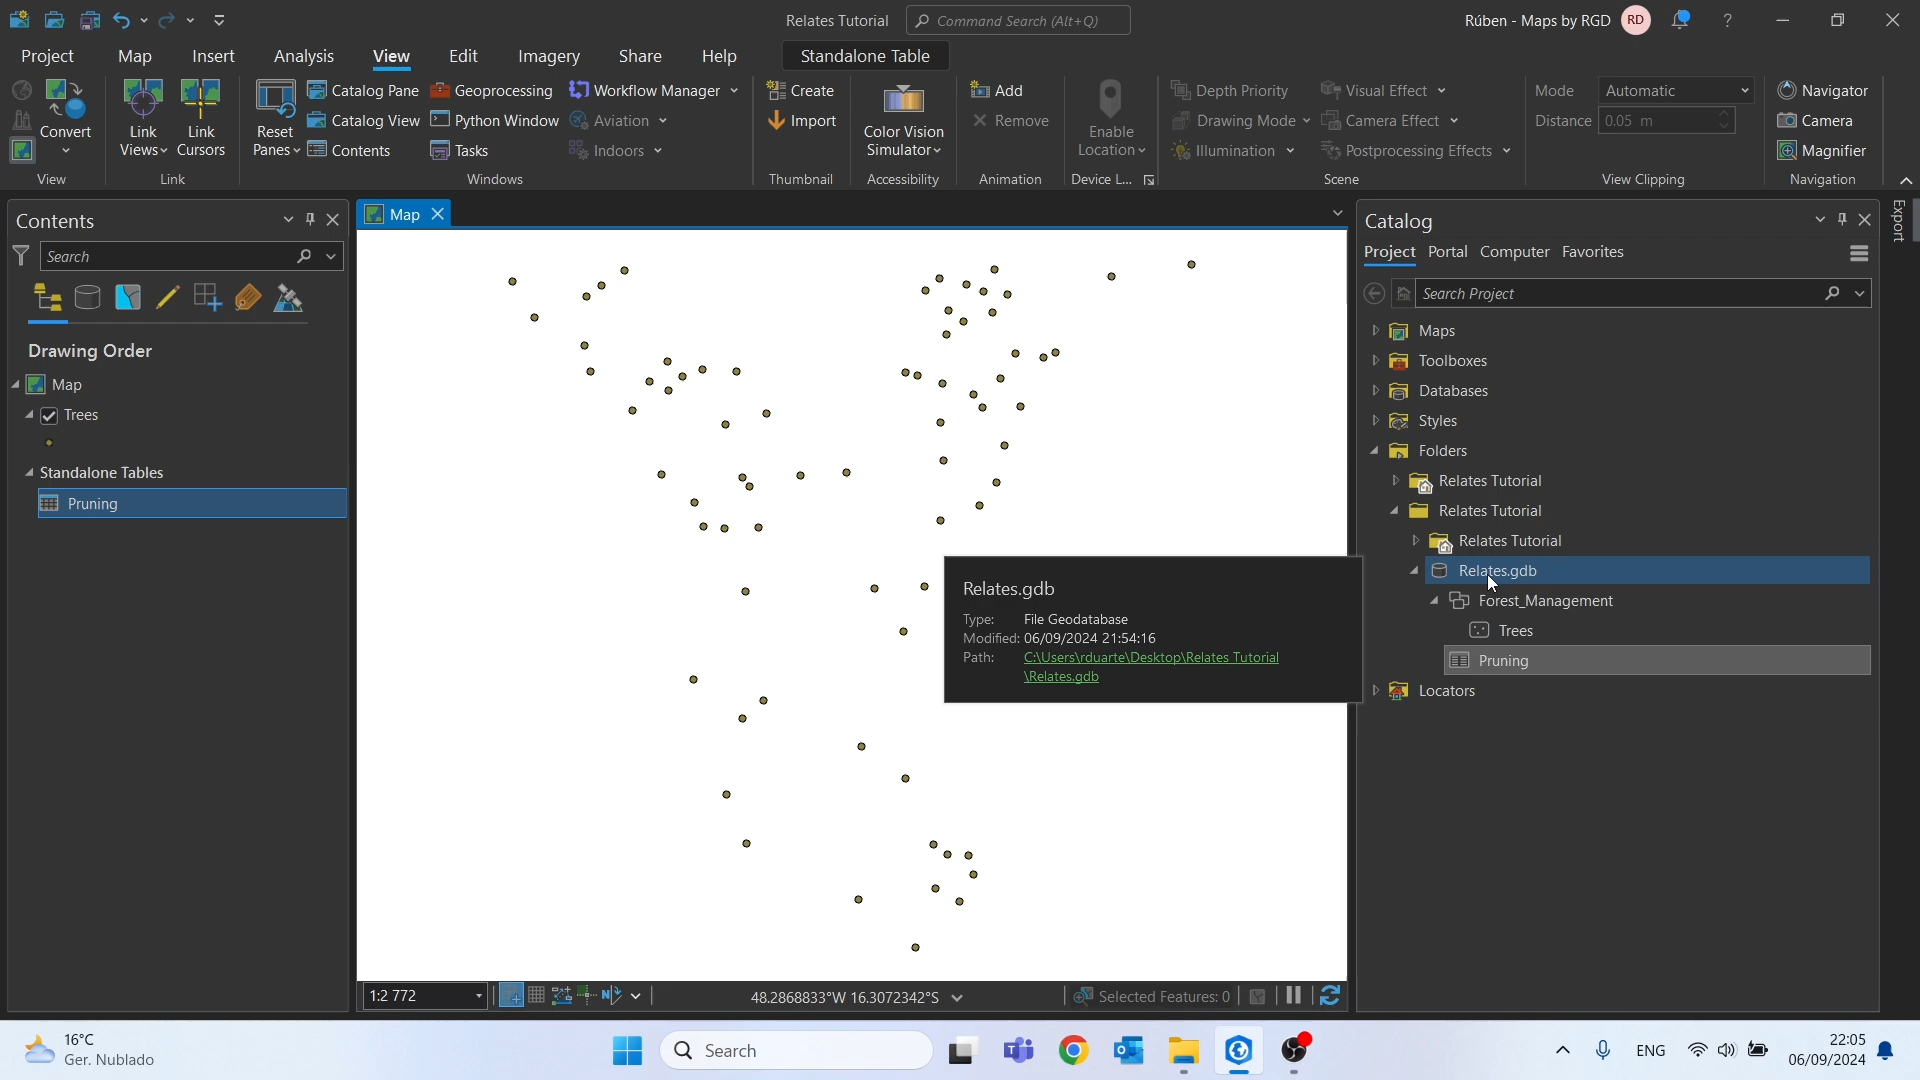 Relates Tutorial
Command Search (Alt+Q)
Rúben - Maps by RGD
RD
?
Project
Map
Insert
Analysis
View
Edit
Imagery
Share
Help
Standalone Table
Convert
View
Link
Views
Link
Cursors
Link
Reset
Panes
Catalog Pane
Catalog View
Contents
Geoprocessing
Python Window
Tasks
Workflow Manager
Aviation
Indoors
Windows
Create
Import
Thumbnail
Color Vision
Simulator
Accessibility
Add
Remove
Animation
Enable
Location
Device L...
Depth Priority
Drawing Mode
Illumination
Visual Effect
Camera Effect
Postprocessing Effects
Scene
Mode
Automatic
Distance
0.05 m
View Clipping
Navigator
Camera
Magnifier
Navigation
Contents
Search
Drawing Order
Map
Trees
Standalone Tables
Pruning
Map
Relates.gdb
Type: File Geodatabase
Modified: 06/09/2024 21:54:16
Path: C:\Users\rduarte\Desktop\Relates Tutorial
\Relates.gdb
1:2 772
N
48.2868833°W 16.3072342°S
Selected Features: 0
Catalog
Project
Portal
Computer
Favorites
Search Project
Maps
Toolboxes
Databases
Styles
Folders
Relates Tutorial
Relates Tutorial
Relates Tutorial
Relates.gdb
Forest_Management
Trees
Pruning
Locators
Export
16°C
Ger. Nublado
Search
ENG
22:05
06/09/2024